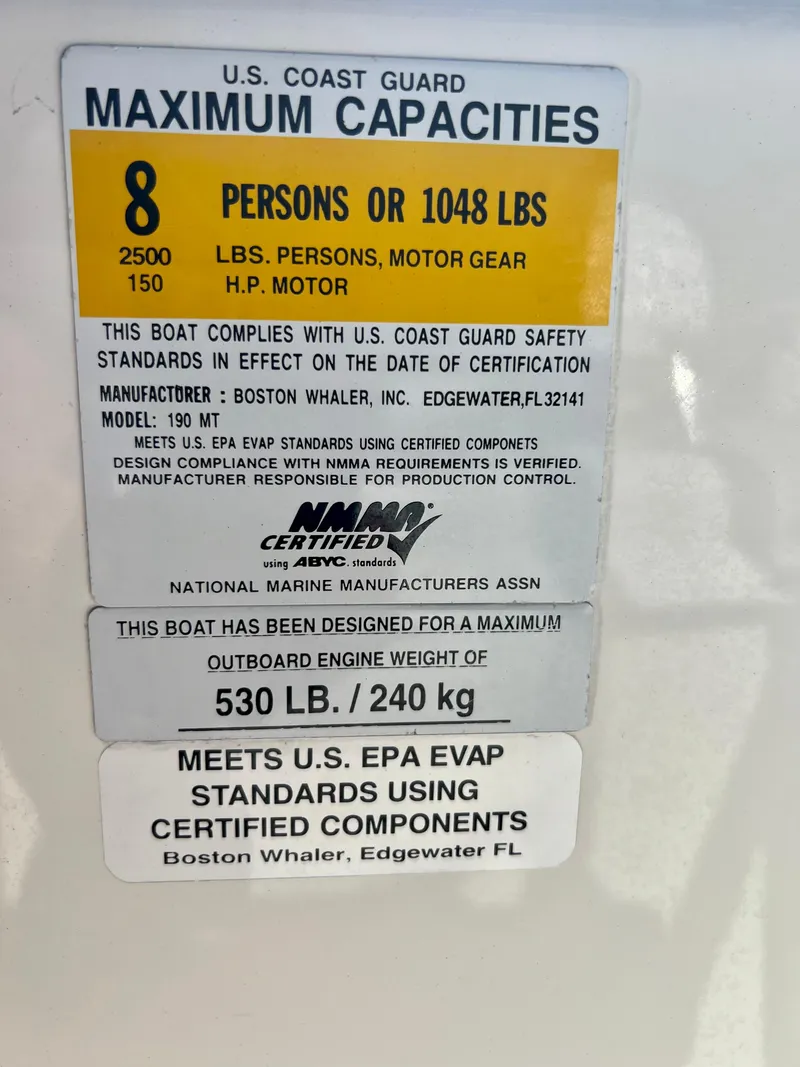 U.S. COAST GUARD
MAXIMUM CAPACITIES
8 PERSONS OR 1048 LBS
2500 LBS. PERSONS, MOTOR GEAR
150 H.P. MOTOR
THIS BOAT COMPLIES WITH U.S. COAST GUARD SAFETY
STANDARDS IN EFFECT ON THE DATE OF CERTIFICATION
MANUFACTURER : BOSTON WHALER, INC. EDGEWATER,FL32141
MODEL: 190 MT
MEETS U.S. EPA EVAP STANDARDS USING CERTIFIED COMPONETS
DESIGN COMPLIANCE WITH NMMA REQUIREMENTS IS VERIFIED.
MANUFACTURER RESPONSIBLE FOR PRODUCTION CONTROL.
NMMA®
CERTIFIED
using ABYC. standards
NATIONAL MARINE MANUFACTURERS ASSN
THIS BOAT HAS BEEN DESIGNED FOR A MAXIMUM
OUTBOARD ENGINE WEIGHT OF
530 LB. / 240 kg
MEETS U.S. EPA EVAP
STANDARDS USING
CERTIFIED COMPONENTS
Boston Whaler, Edgewater FL